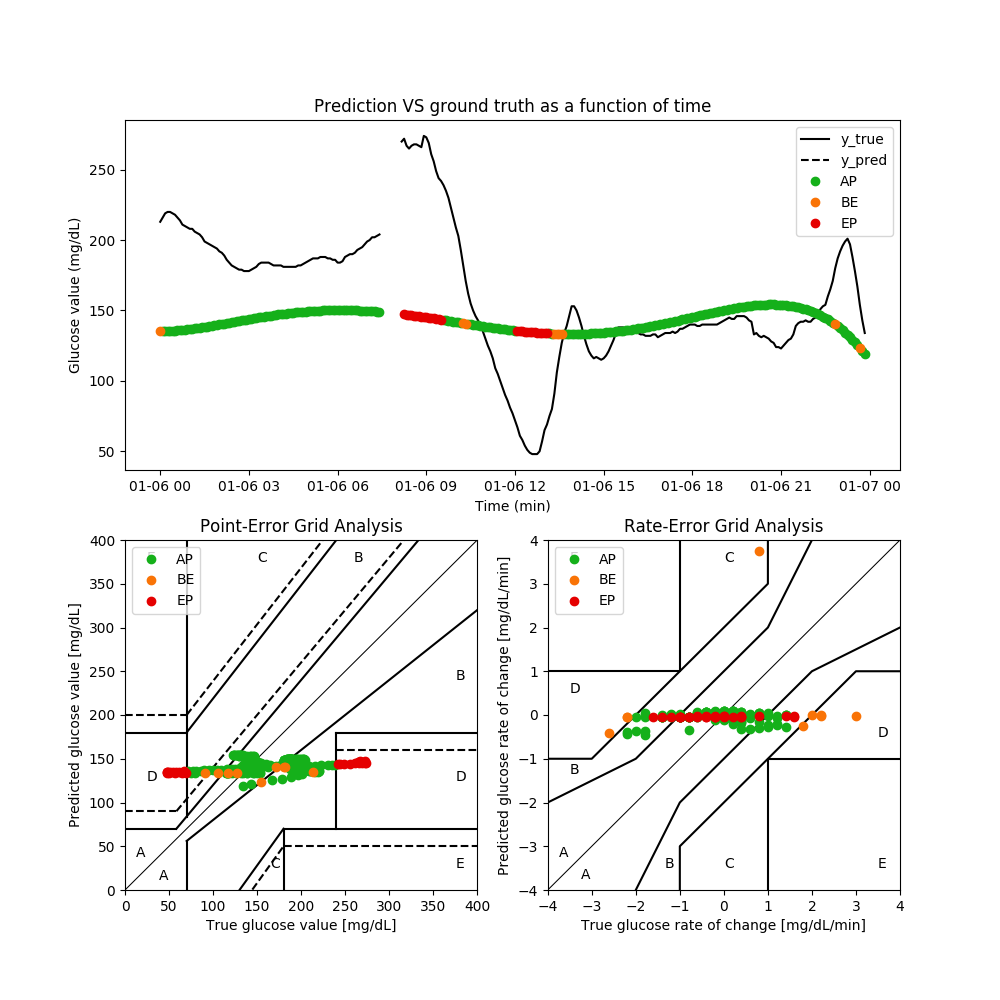 Prediction VS ground truth as a function of time
Glucose value (mg/dL)
250
200
150
100
50
y_true
y_pred
AP
BE
EP
01-06 00 01-06 03 01-06 06 01-06 09 01-06 12 01-06 15 01-06 18 01-06 21 01-07 00
Time (min)
Point-Error Grid Analysis
Predicted glucose value [mg/dL]
400
350
300
250
200
150
100
50
0
AP
BE
EP
C
B
B
D
D
A
A
C
E
0 50 100 150 200 250 300 350 400
True glucose value [mg/dL]
Rate-Error Grid Analysis
Predicted glucose rate of change [mg/dL/min]
4
3
2
1
0
−1
−2
−3
−4
AP
BE
EP
C
D
D
B
A
A
B
C
E
−4 −3 −2 −1 0 1 2 3 4
True glucose rate of change [mg/dL/min]